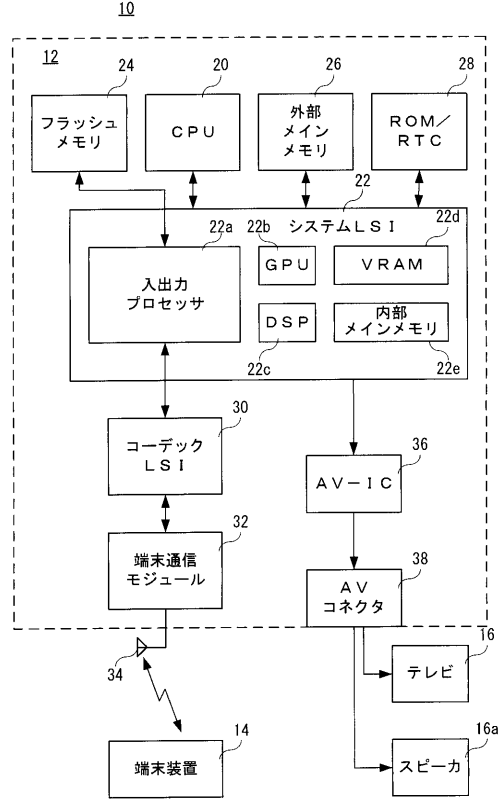 10
12
24
20
26
28
フラッシュ
メモリ
CPU
外部
メイン
メモリ
ROM/
RTC
22
システムLSI
22a
22b
22d
入出力
プロセッサ
GPU
VRAM
DSP
内部
メインメモリ
22c
22e
30
コーデック
LSI
36
AV-IC
32
端末通信
モジュール
38
AV
コネクタ
34
16
テレビ
14
端末装置
16a
スピーカ